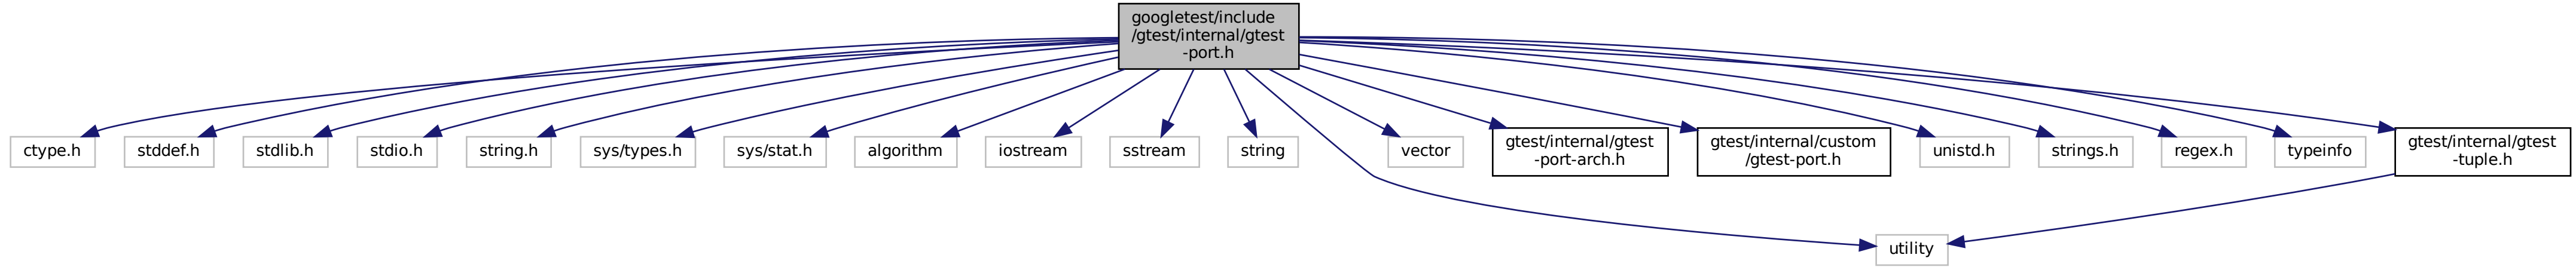 googletest/include
/gtest/internal/gtest
-port.h
ctype.h
stddef.h
stdlib.h
stdio.h
string.h
sys/types.h
sys/stat.h
algorithm
iostream
sstream
string
vector
gtest/internal/gtest
-port-arch.h
gtest/internal/custom
/gtest-port.h
unistd.h
strings.h
regex.h
typeinfo
gtest/internal/gtest
-tuple.h
utility